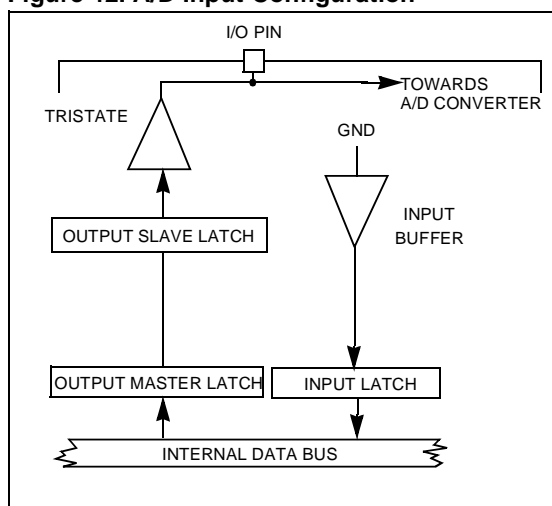 Figure 42. A/D Input Configuration
I/O PIN
TOWARDS
A/D CONVERTER
TRISTATE
GND
INPUT
BUFFER
OUTPUT SLAVE LATCH
OUTPUT MASTER LATCH
INPUT LATCH
INTERNAL DATA BUS